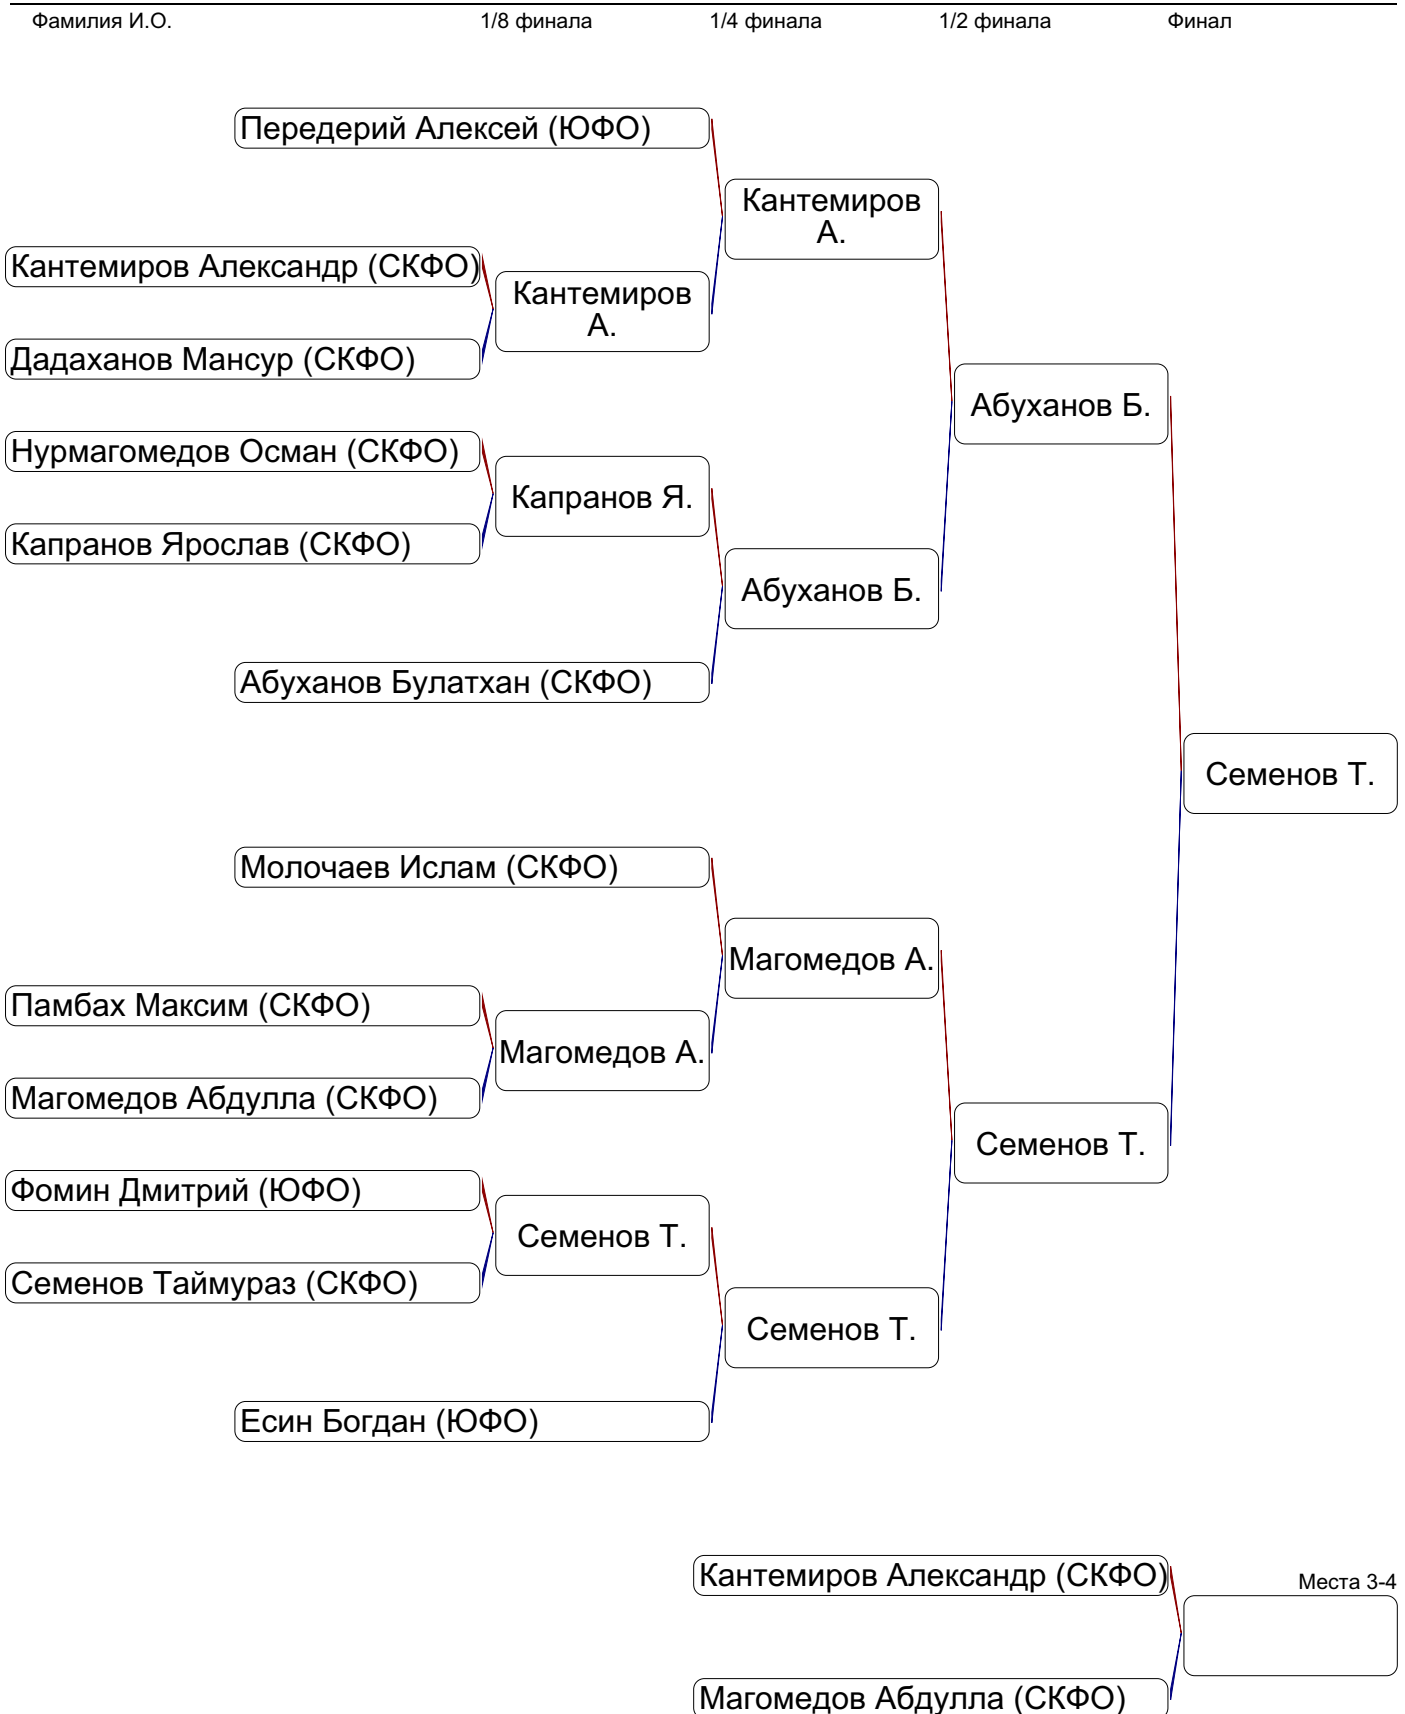 Фамилия И.О. 1/8 финала 1/4 финала 1/2 финала Финал
Передерий Алексей (ЮФО)
Кантемиров
А.
Кантемиров Александр (СКФО)
Кантемиров
А.
Дадаханов Мансур (СКФО)
Абуханов Б.
Нурмагомедов Осман (СКФО)
Капранов Я.
Капранов Ярослав (СКФО)
Абуханов Б.
Абуханов Булатхан (СКФО)
Семенов Т.
Молочаев Ислам (СКФО)
Магомедов А.
Памбах Максим (СКФО)
Магомедов А.
Магомедов Абдулла (СКФО)
Семенов Т.
Фомин Дмитрий (ЮФО)
Семенов Т.
Семенов Таймураз (СКФО)
Семенов Т.
Есин Богдан (ЮФО)
Кантемиров Александр (СКФО)
Места 3-4
Магомедов Абдулла (СКФО)